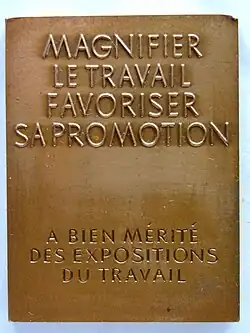 MAGNIFIER
LE TRAVAIL
FAVORISER
SA PROMOTION
A BIEN MÉRITÉ
DES EXPOSITIONS
DU TRAVAIL